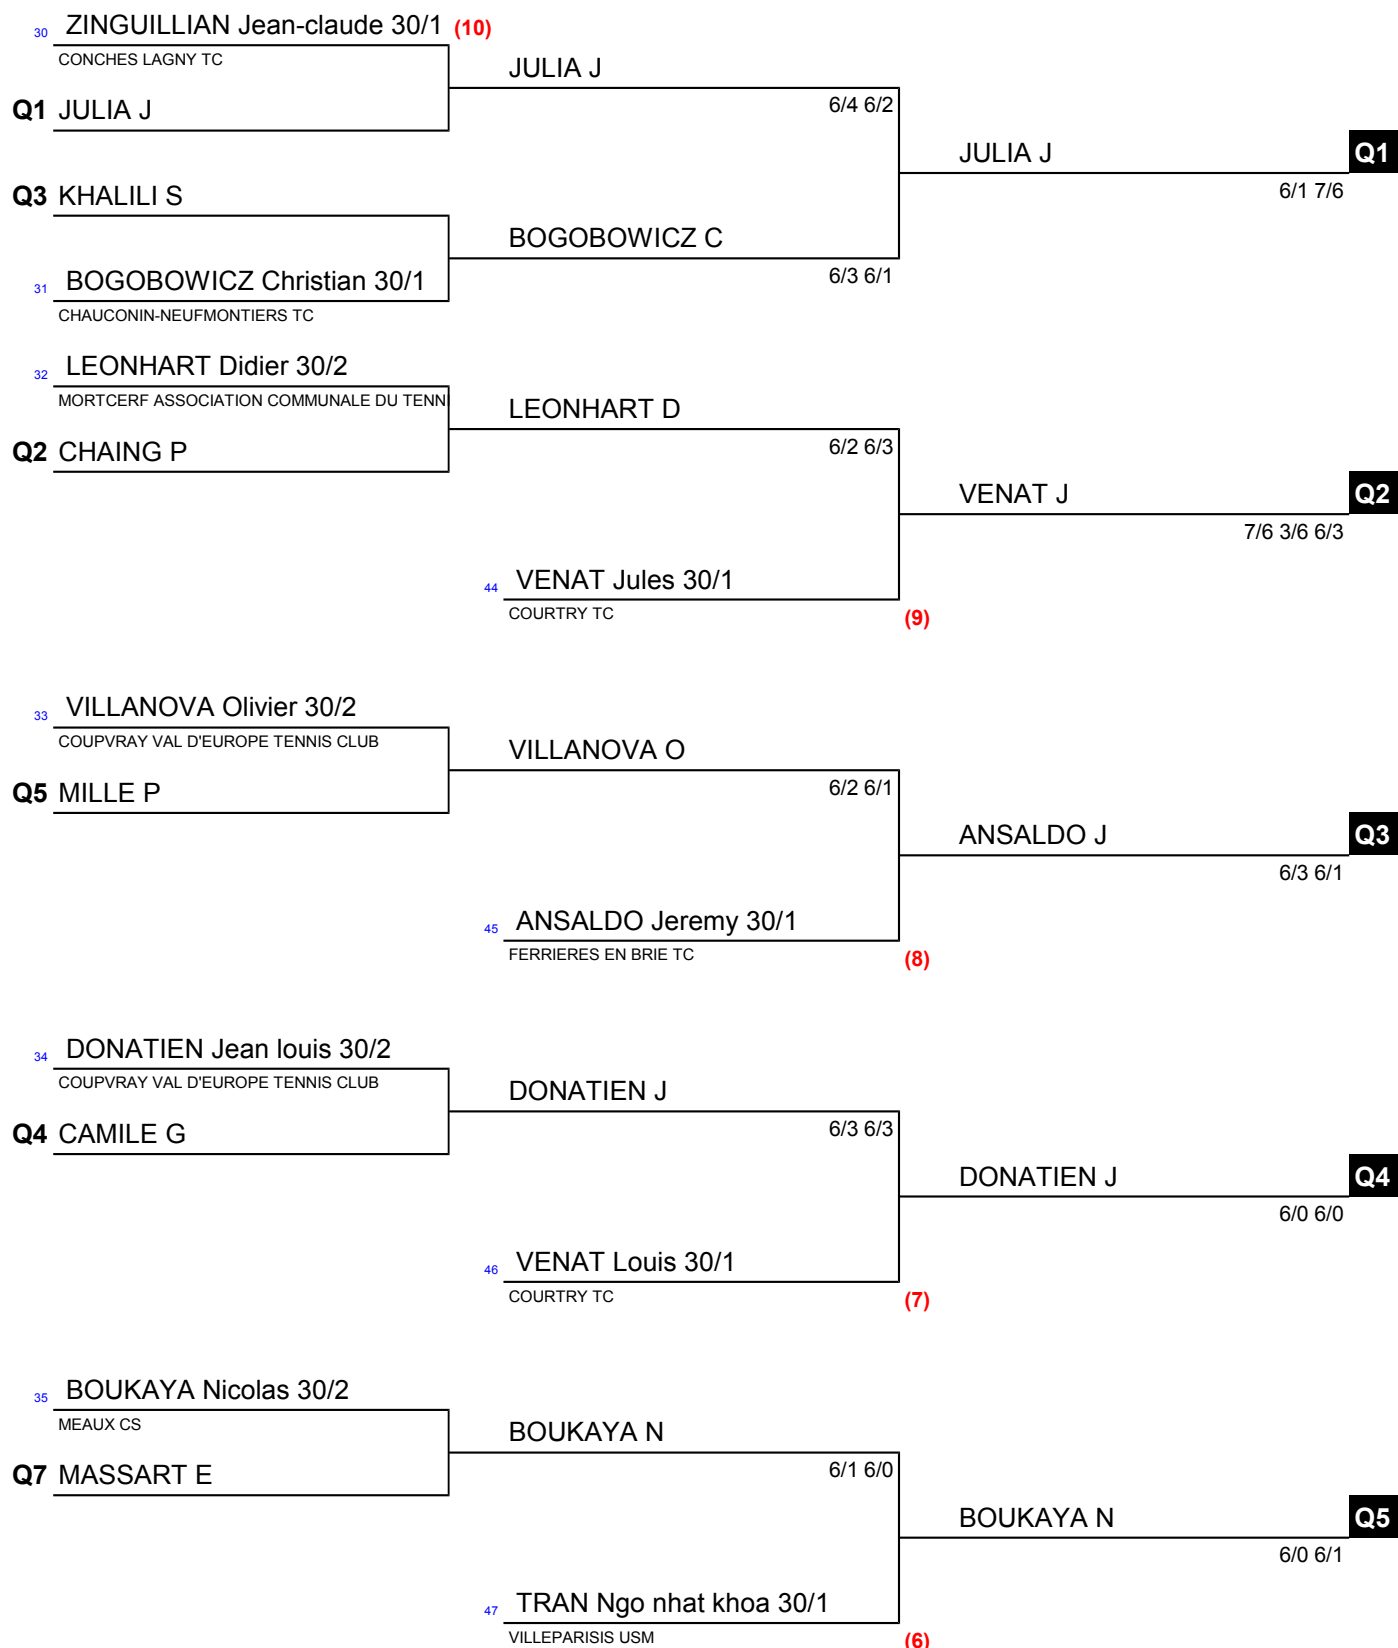 30 ZINGUILLIAN Jean-claude 30/1 (10)
CONCHES LAGNY TC
JULIA J
Q1 JULIA J
6/4 6/2
JULIA J Q1
6/1 7/6
Q3 KHALILI S
BOGOBOWICZ C
6/3 6/1
31 BOGOBOWICZ Christian 30/1
CHAUCONIN-NEUFMONTIERS TC
32 LEONHART Didier 30/2
MORTCERF ASSOCIATION COMMUNALE DU TENNI
LEONHART D
6/2 6/3
Q2 CHAING P
VENAT J Q2
7/6 3/6 6/3
44 VENAT Jules 30/1
COURTRY TC
(9)
33 VILLANOVA Olivier 30/2
COUPVRAY VAL D'EUROPE TENNIS CLUB
VILLANOVA O
6/2 6/1
Q5 MILLE P
ANSALDO J Q3
6/3 6/1
45 ANSALDO Jeremy 30/1
FERRIERES EN BRIE TC
(8)
34 DONATIEN Jean louis 30/2
COUPVRAY VAL D'EUROPE TENNIS CLUB
DONATIEN J
6/3 6/3
Q4 CAMILE G
DONATIEN J Q4
6/0 6/0
46 VENAT Louis 30/1
COURTRY TC
(7)
35 BOUKAYA Nicolas 30/2
MEAUX CS
BOUKAYA N
6/1 6/0
Q7 MASSART E
BOUKAYA N Q5
6/0 6/1
47 TRAN Ngo nhat khoa 30/1
VILLEPARISIS USM
(6)